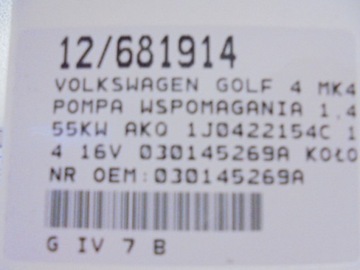 12/681914
VOLKSWAGEN GOLF 4 MK4
POMPA WSPOMAGANIA 1,4
55KW AKQ 1J0422154C 1
4 16V 030145269A KOŁO
NR OEM:030145269A
G IV 7 B